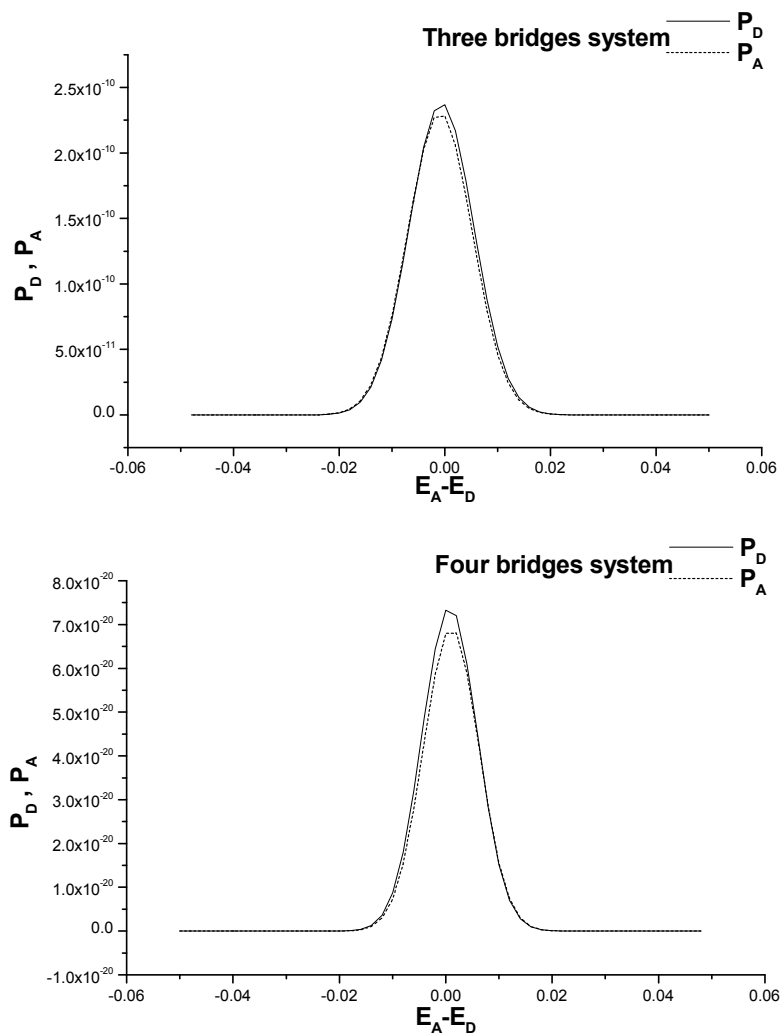 Three bridges system
P_D
P_A
2.5x10^-10
2.0x10^-10
1.5x10^-10
1.0x10^-10
5.0x10^-11
0.0
P_D , P_A
-0.06 -0.04 -0.02 0.00 0.02 0.04 0.06
E_A-E_D
Four bridges system
P_D
P_A
8.0x10^-20
7.0x10^-20
6.0x10^-20
5.0x10^-20
4.0x10^-20
3.0x10^-20
2.0x10^-20
1.0x10^-20
0.0
-1.0x10^-20
P_D , P_A
-0.06 -0.04 -0.02 0.00 0.02 0.04 0.06
E_A-E_D